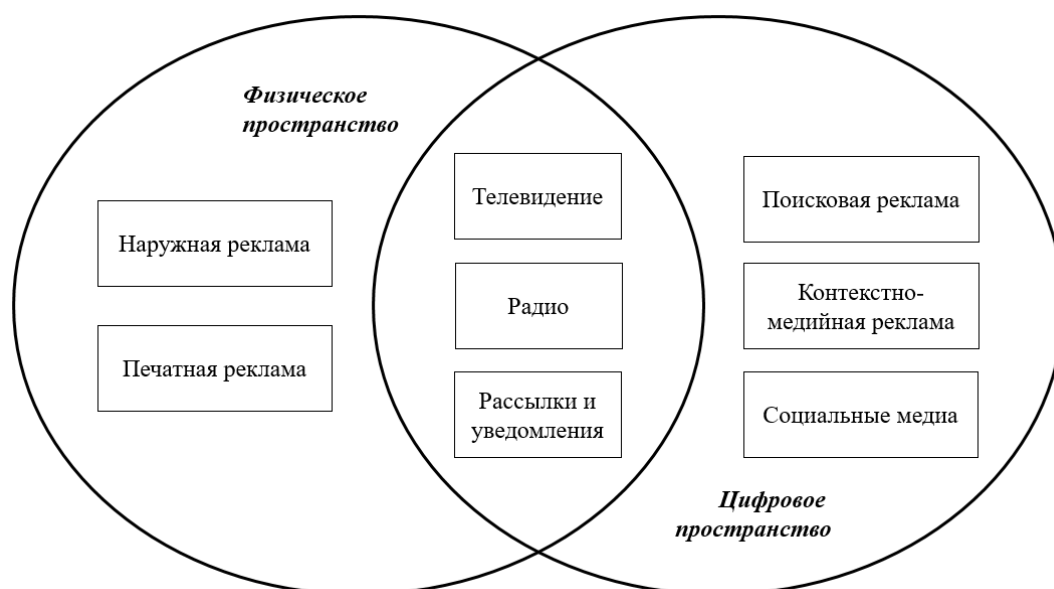 Физическое
пространство
Наружная реклама
Печатная реклама
Телевидение
Радио
Рассылки и
уведомления
Поисковая реклама
Контекстно-
медийная реклама
Социальные медиа
Цифровое
пространство